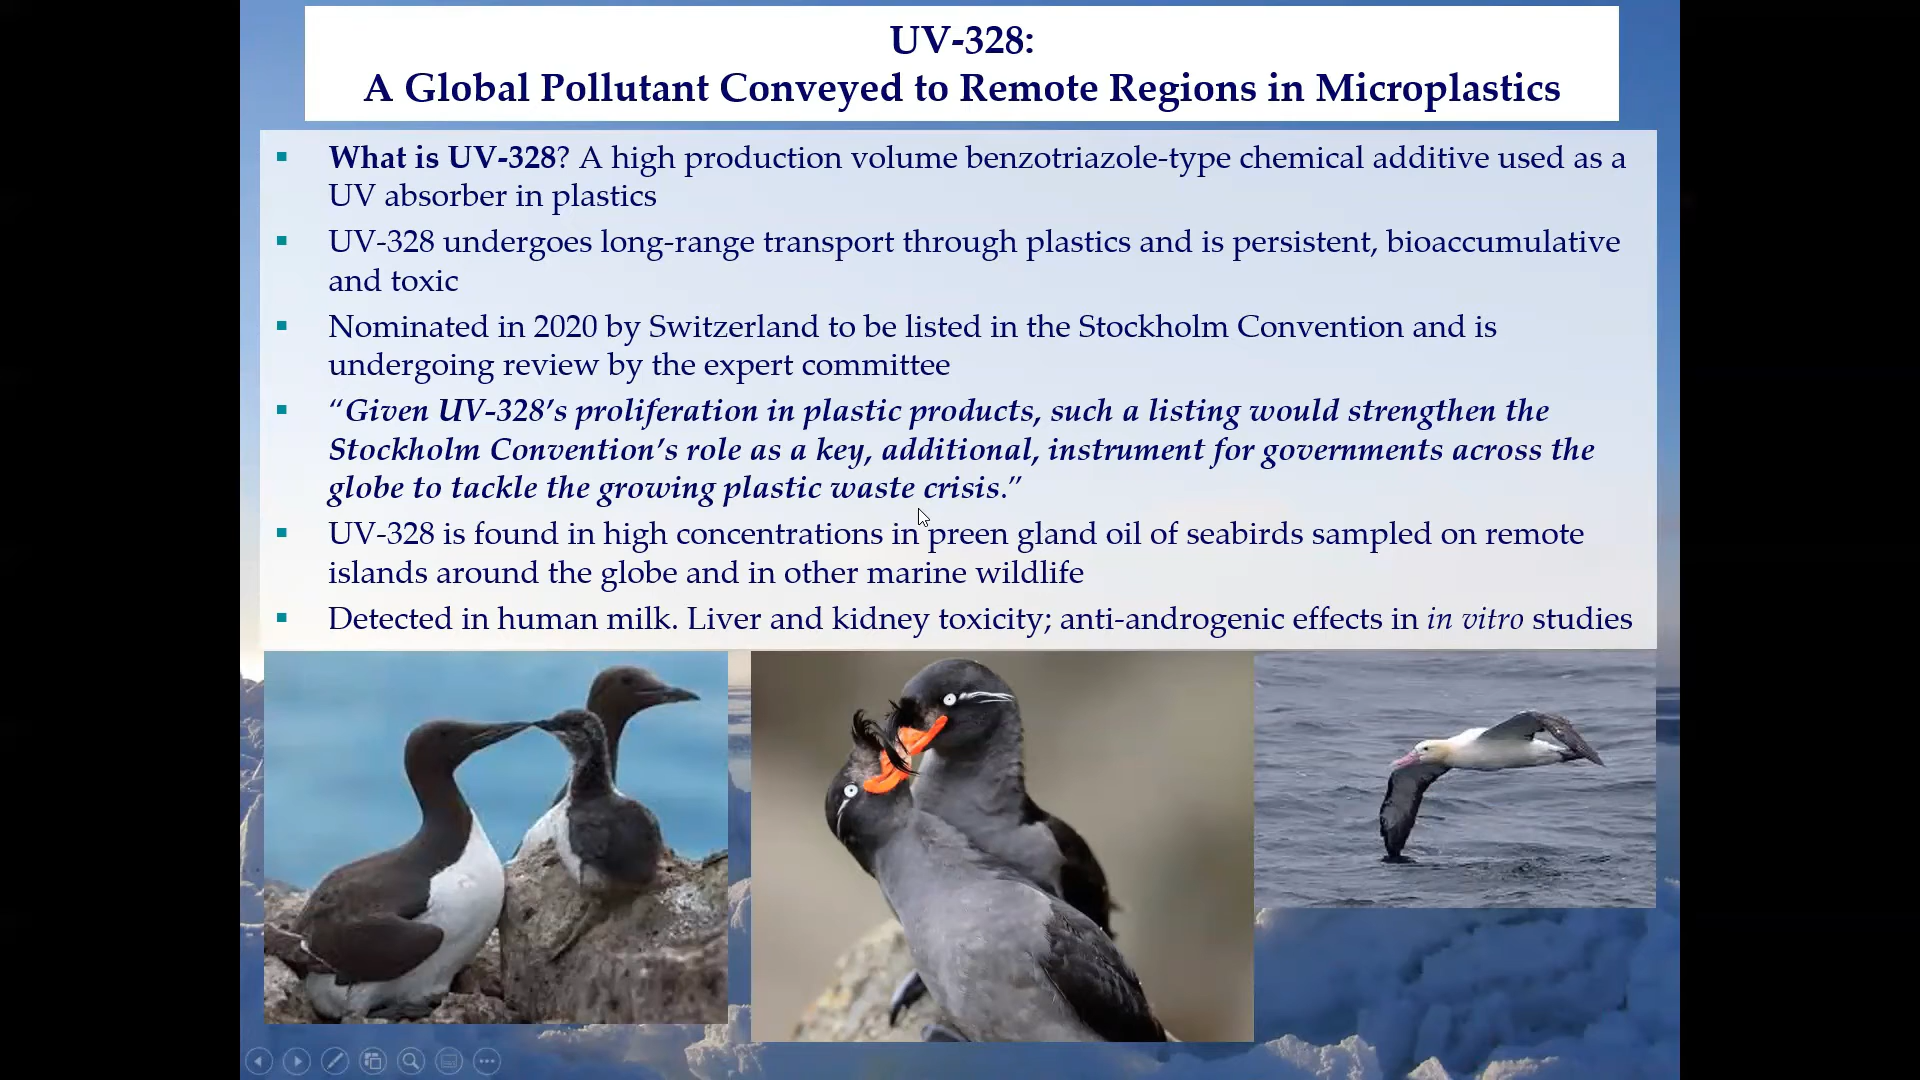 UV-328:
A Global Pollutant Conveyed to Remote Regions in Microplastics
What is UV-328? A high production volume benzotriazole-type chemical additive used as a
UV absorber in plastics
UV-328 undergoes long-range transport through plastics and is persistent, bioaccumulative
and toxic
Nominated in 2020 by Switzerland to be listed in the Stockholm Convention and is
undergoing review by the expert committee
“Given UV-328’s proliferation in plastic products, such a listing would strengthen the
Stockholm Convention’s role as a key, additional, instrument for governments across the
globe to tackle the growing plastic waste crisis.”
UV-328 is found in high concentrations in preen gland oil of seabirds sampled on remote
islands around the globe and in other marine wildlife
Detected in human milk. Liver and kidney toxicity; anti-androgenic effects in in vitro studies